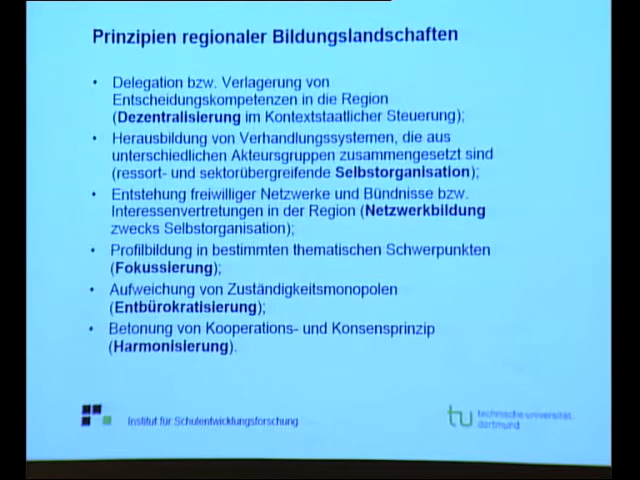 Prinzipien regionaler Bildungslandschaften
• Delegation bzw. Verlagerung von
Entscheidungskompetenzen in die Region
(Dezentralisierung im Kontextstaatlicher Steuerung);
• Herausbildung von Verhandlungssystemen, die aus
unterschiedlichen Akteursgruppen zusammengesetzt sind
(ressort- und sektorübergreifende Selbstorganisation);
• Entstehung freiwilliger Netzwerke und Bündnisse bzw.
Interessenvertretungen in der Region (Netzwerkbildung
zwecks Selbstorganisation);
• Profilbildung in bestimmten thematischen Schwerpunkten
(Fokussierung);
• Aufweichung von Zuständigkeitsmonopolen
(Entbürokratisierung);
• Betonung von Kooperations- und Konsensprinzip
(Harmonisierung).
Institut für Schulentwicklungsforschung
tu technische universität
dortmund